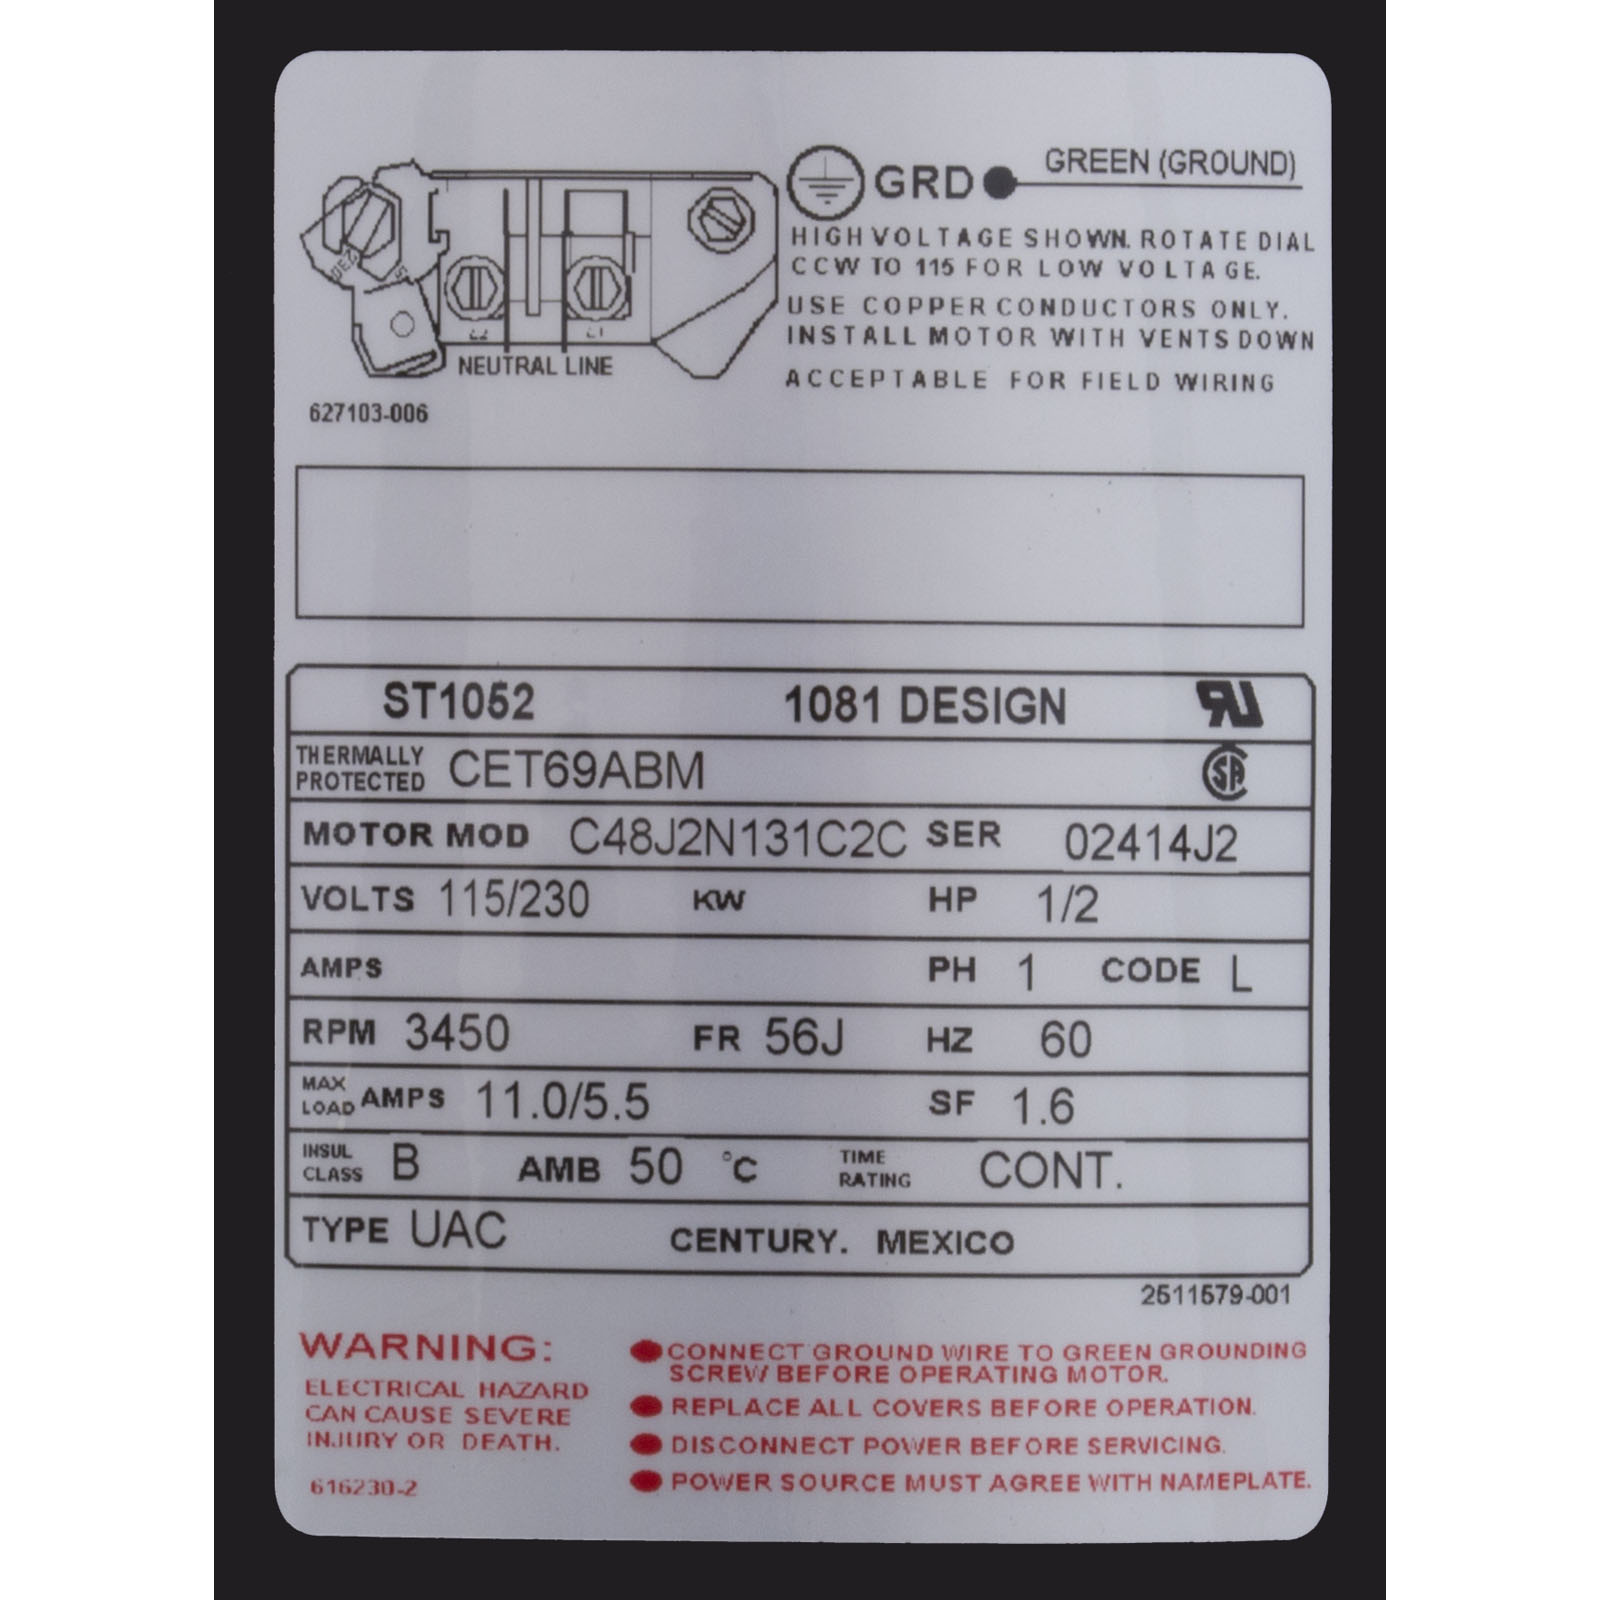 GRD GREEN (GROUND)
HIGH VOLTAGE SHOWN. ROTATE DIAL
CCW TO 115 FOR LOW VOLTAGE.
USE COPPER CONDUCTORS ONLY.
INSTALL MOTOR WITH VENTS DOWN
ACCEPTABLE FOR FIELD WIRING
230
L2 L1
NEUTRAL LINE
627103-006
ST1052 1081 DESIGN
THERMALLY
PROTECTED CET69ABM
MOTOR MOD C48J2N131C2C SER 02414J2
VOLTS 115/230 KW HP 1/2
AMPS PH 1 CODE L
RPM 3450 FR 56J HZ 60
MAX
LOAD AMPS 11.0/5.5 SF 1.6
INSUL
CLASS B AMB 50 °C TIME
RATING CONT.
TYPE UAC CENTURY. MEXICO
2511579-001
WARNING:
ELECTRICAL HAZARD
CAN CAUSE SEVERE
INJURY OR DEATH.
616230-2
CONNECT GROUND WIRE TO GREEN GROUNDING
SCREW BEFORE OPERATING MOTOR.
REPLACE ALL COVERS BEFORE OPERATION.
DISCONNECT POWER BEFORE SERVICING.
POWER SOURCE MUST AGREE WITH NAMEPLATE.